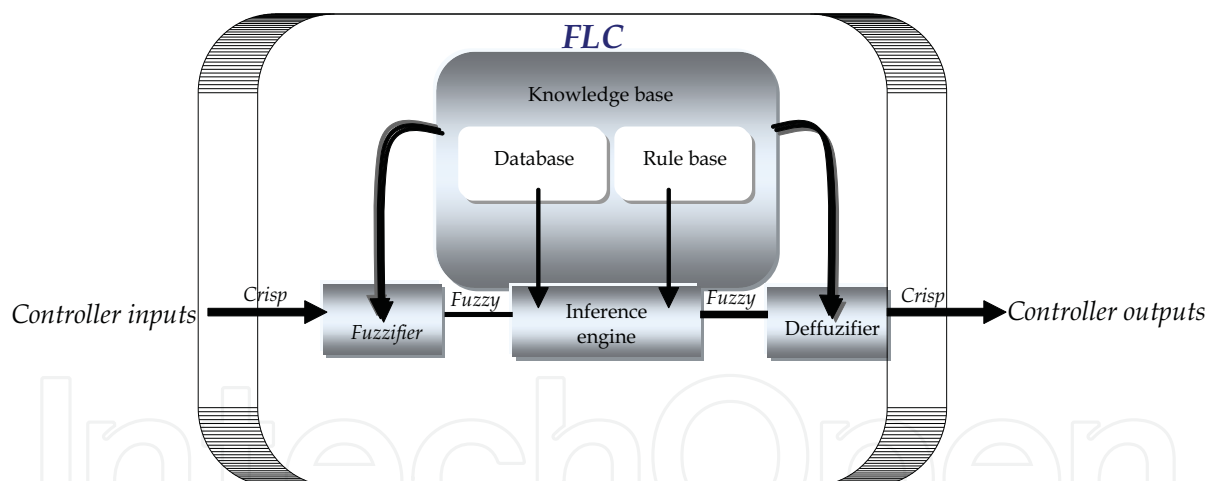 FLC
Knowledge base
Database
Rule base
Controller inputs
Crisp
Fuzzifier
Fuzzy
Inference
engine
Fuzzy
Deffuzifier
Crisp
Controller outputs
IntechOpen